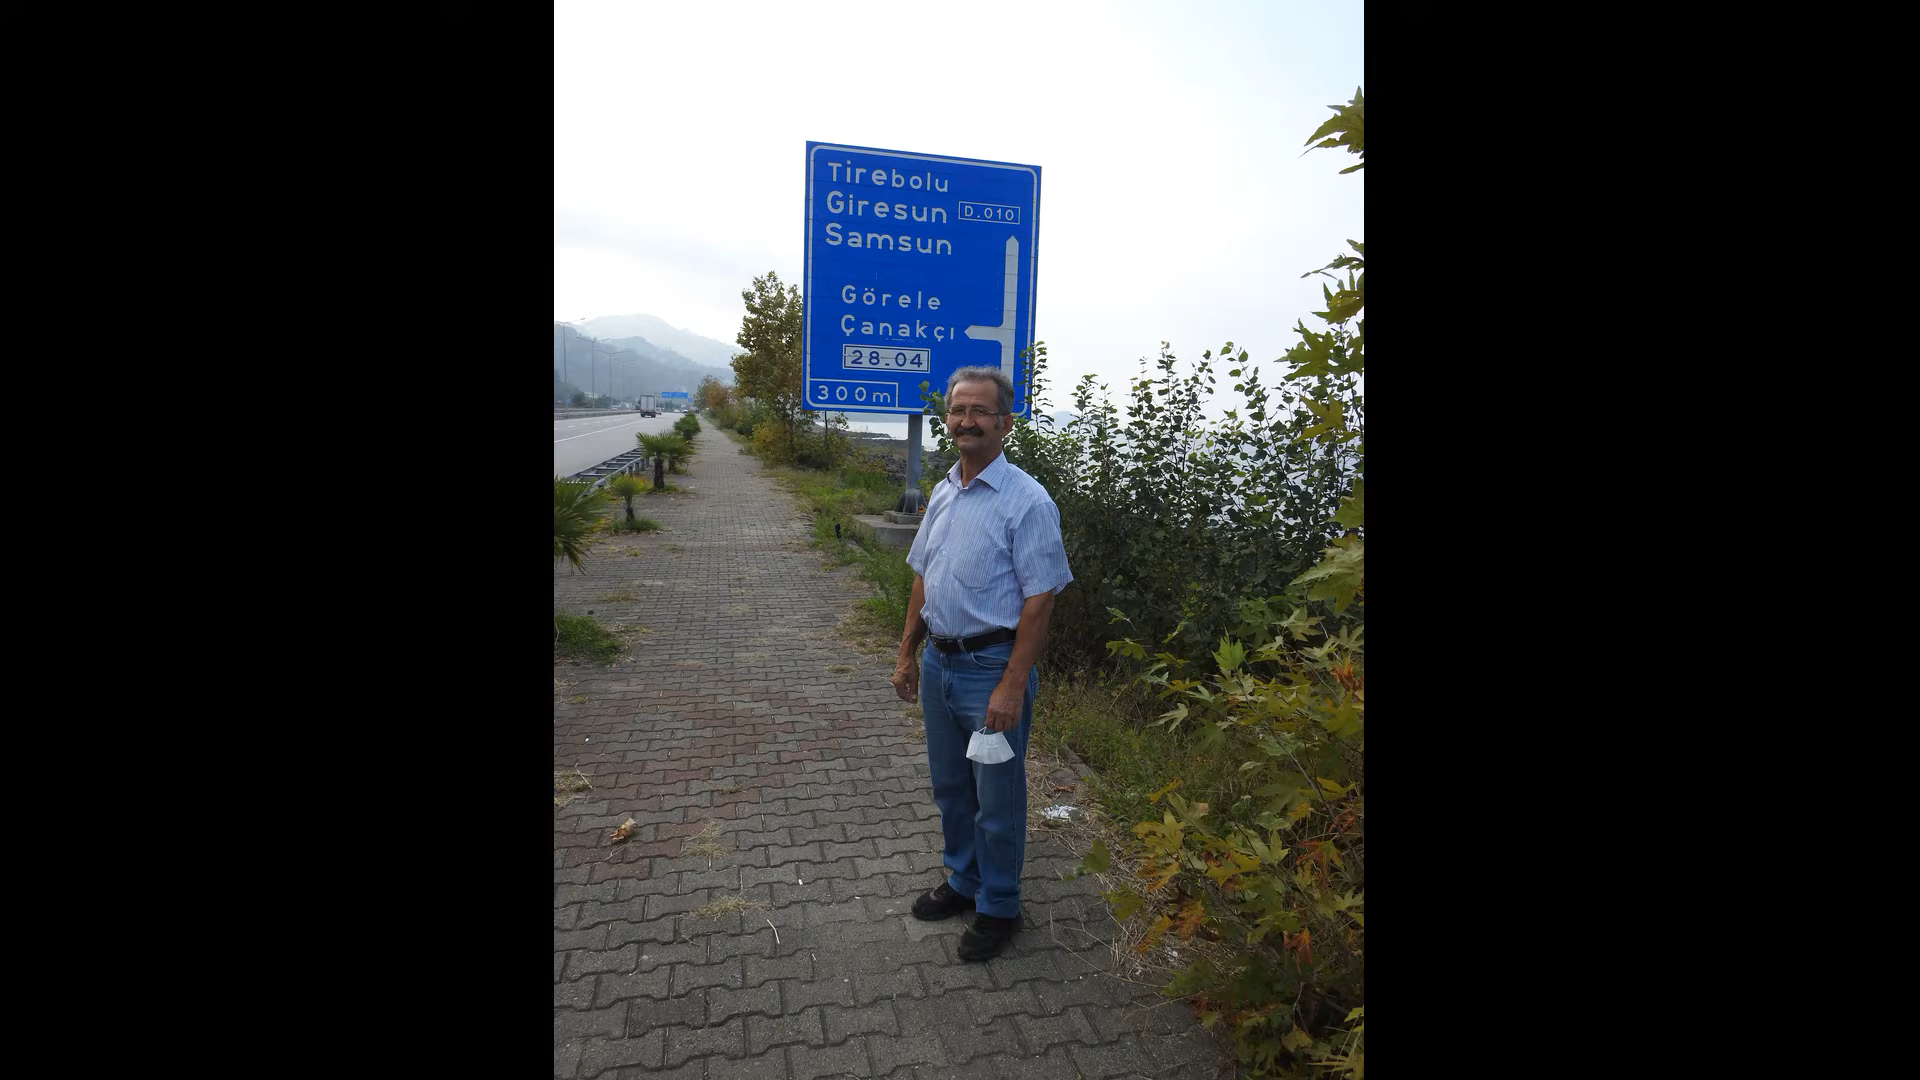 Tirebolu
Giresun D.010
Samsun
Görele
Çanakçı
28.04
300m